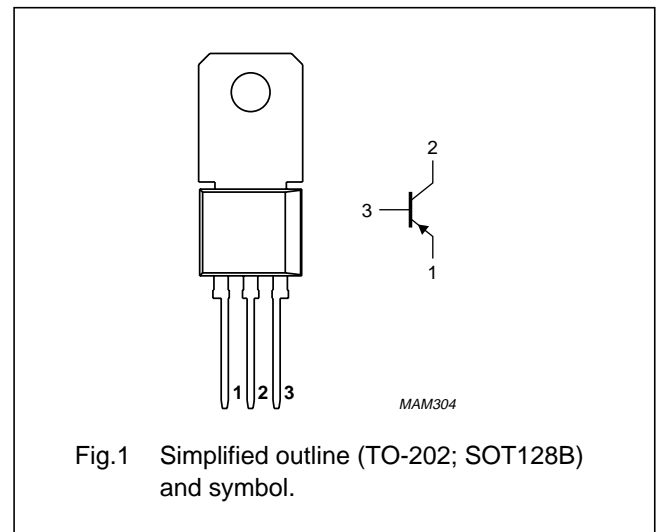 2
3
1
1 2 3
MAM304
Fig.1 Simplified outline (TO-202; SOT128B)
and symbol.